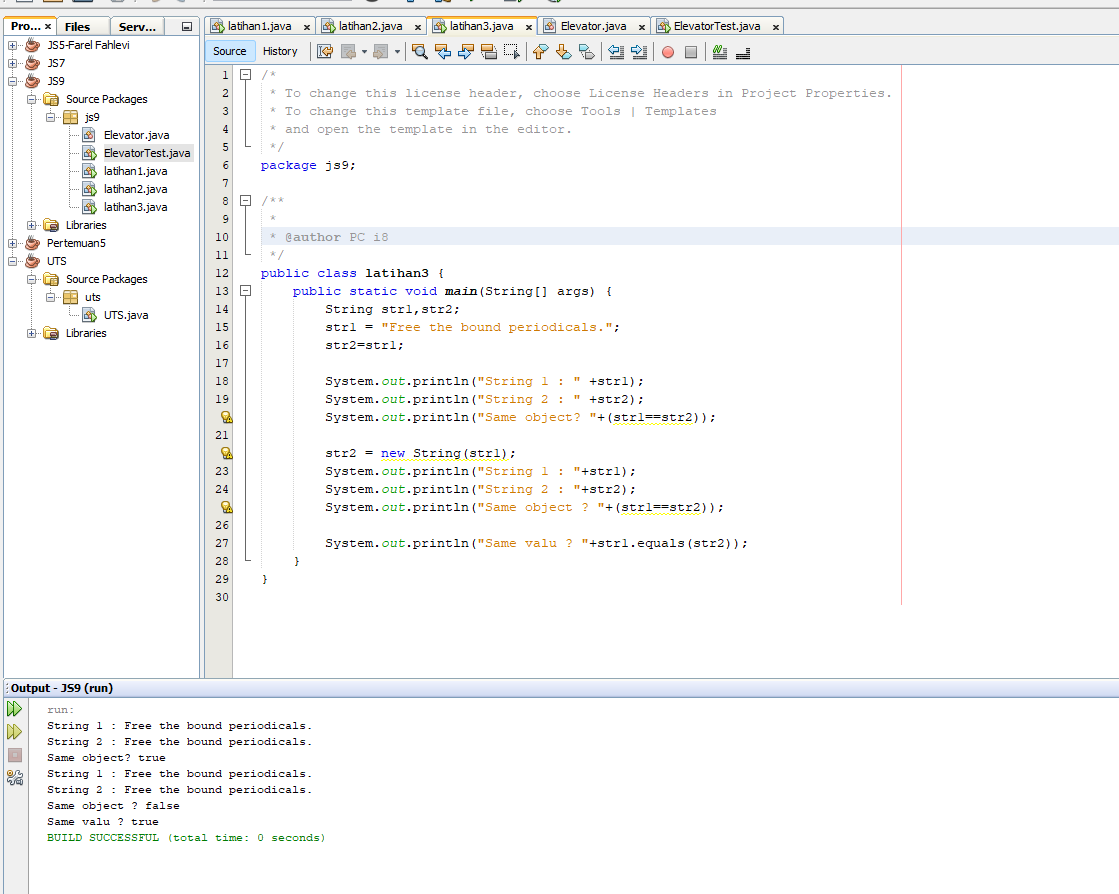 Pro... × Files Serv...
JS5-Farel Fahlevi
JS7
JS9
Source Packages
js9
Elevator.java
ElevatorTest.java
latihan1.java
latihan2.java
latihan3.java
Libraries
Pertemuan5
UTS
Source Packages
uts
UTS.java
Libraries
latihan1.java × latihan2.java × latihan3.java × Elevator.java × ElevatorTest.java ×
Source History
1 /*
2 * To change this license header, choose License Headers in Project Properties.
3 * To change this template file, choose Tools | Templates
4 * and open the template in the editor.
5 */
6 package js9;
7
8 /**
9 *
10 * @author PC i8
11 */
12 public class latihan3 {
13 public static void main(String[] args) {
14 String str1,str2;
15 str1 = "Free the bound periodicals.";
16 str2=str1;
17
18 System.out.println("String 1 : " +str1);
19 System.out.println("String 2 : " +str2);
System.out.println("Same object? "+(str1==str2));
21
str2 = new String(str1);
23 System.out.println("String 1 : "+str1);
24 System.out.println("String 2 : "+str2);
System.out.println("Same object ? "+(str1==str2));
26
27 System.out.println("Same valu ? "+str1.equals(str2));
28 }
29 }
30
Output - JS9 (run)
run:
String 1 : Free the bound periodicals.
String 2 : Free the bound periodicals.
Same object? true
String 1 : Free the bound periodicals.
String 2 : Free the bound periodicals.
Same object ? false
Same valu ? true
BUILD SUCCESSFUL (total time: 0 seconds)